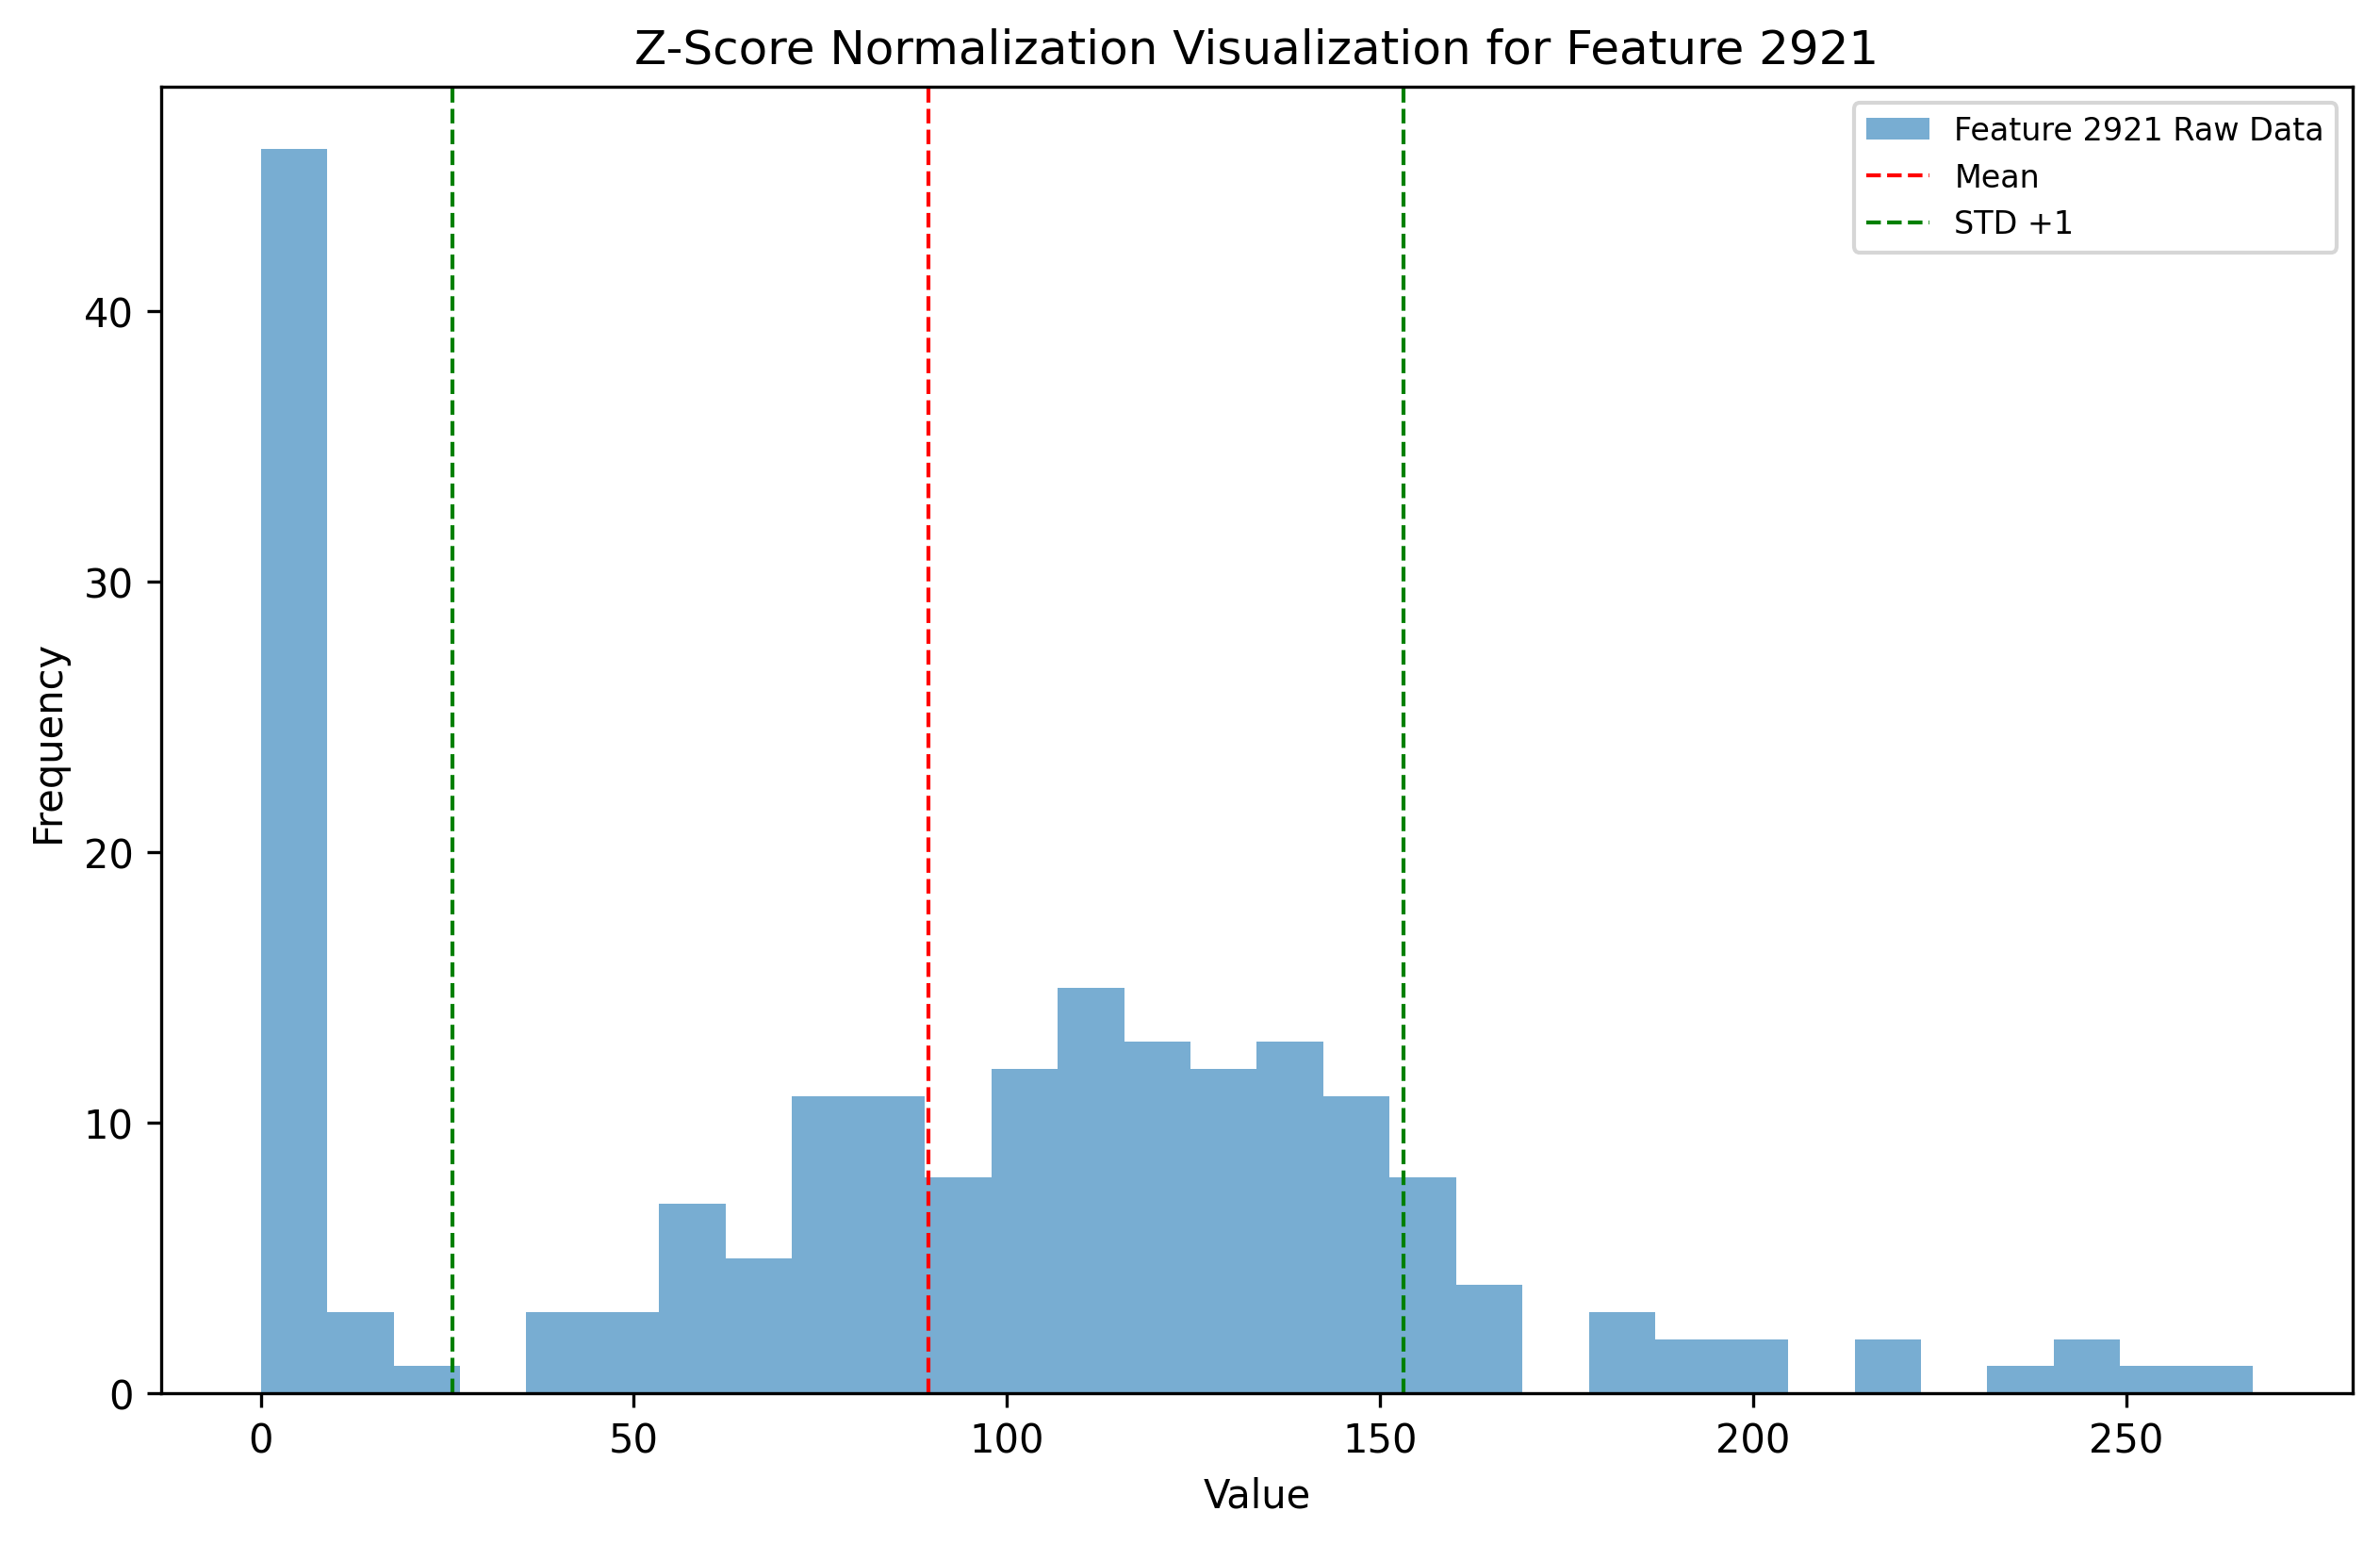 Z-Score Normalization Visualization for Feature 2921
Feature 2921 Raw Data
Mean
STD +1
Frequency
40
30
20
10
0
0 50 100 150 200 250
Value